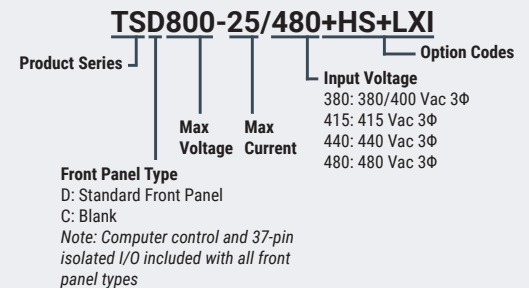 TSD800-25/480+HS+LXI
Product Series
Option Codes
Input Voltage
380: 380/400 Vac 3Φ
415: 415 Vac 3Φ
440: 440 Vac 3Φ
480: 480 Vac 3Φ
Max
Voltage
Max
Current
Front Panel Type
D: Standard Front Panel
C: Blank
Note: Computer control and 37-pin
isolated I/O included with all front
panel types